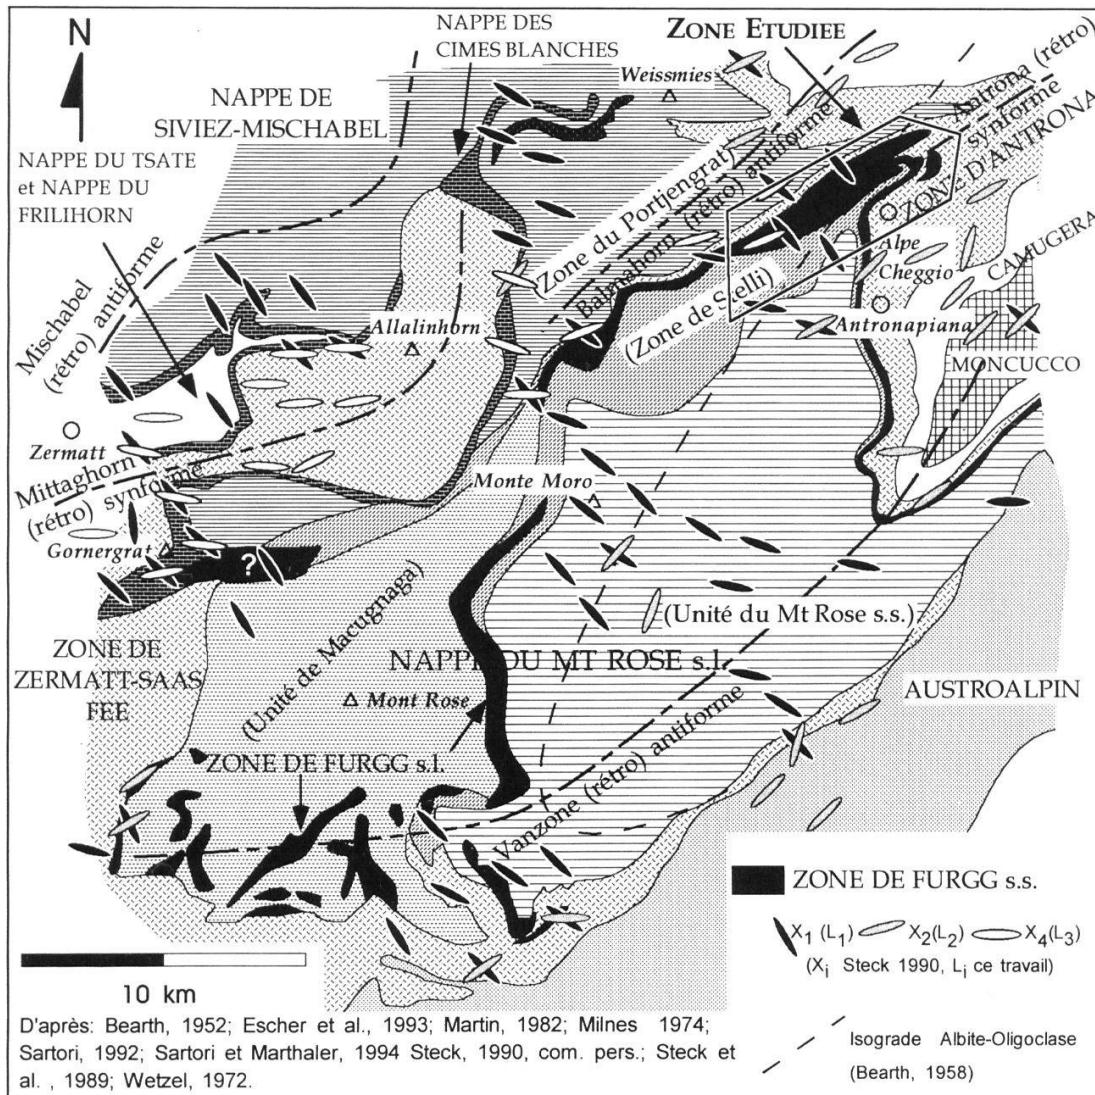 N
NAPPE DES
CIMES BLANCHES
ZONE ETUDIEE
Weissmies
NAPPE DE
SIVIEZ-MISCHABEL
Antrona (rétro)
synforme
ZONE D'ANTRONA
NAPPE DU TSATE
et NAPPE DU
FRILIHORN
(Zone du Portjengrat)
Balmahorn (rétro) antiforme
(Zone de Stelli)
Alpe
Cheggio
CAMUGERA
Mischabel
(rétro) antiforme
Allalinhorn
Antronapiana
MONCUCCO
Zermatt
Mittaghorn
(rétro) synforme
Monte Moro
Gornergrat
?
(Unité de Macugnaga)
(Unité du Mt Rose s.s.)
ZONE DE
ZERMATT-SAAS
FEE
NAPPE DU MT ROSE s.l.
Mont Rose
AUSTROALPIN
ZONE DE FURGG s.l.
Vanzone (rétro) antiforme
ZONE DE FURGG s.s.
X1 (L1) X2(L2) X4(L3)
(Xi Steck 1990, Li ce travail)
10 km
D'après: Bearth, 1952; Escher et al., 1993; Martin, 1982; Milnes 1974;
Sartori, 1992; Sartori et Marthaler, 1994 Steck, 1990, com. pers.; Steck et
al. , 1989; Wetzel, 1972.
Isograde Albite-Oligoclase
(Bearth, 1958)